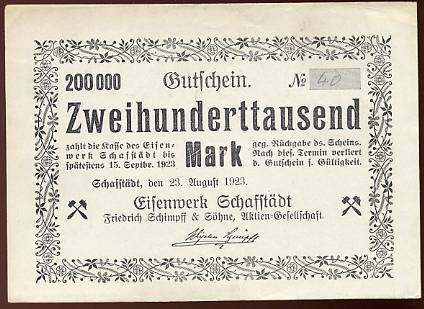 200000 Gutschein. № 40
Zweihunderttausend
zahlt die Kasse des Eisen-
werk Schafstädt bis
spätestens 15. Septbr. 1923
Mark
geg. Rückgabe ds. Scheins.
Nach dies. Termin verliert
d. Gutschein s. Gültigkeit.
Schafstädt, den 23. August 1923.
Eisenwerk Schafstädt
Friedrich Schimpff & Söhne, Aktien-Gesellschaft.